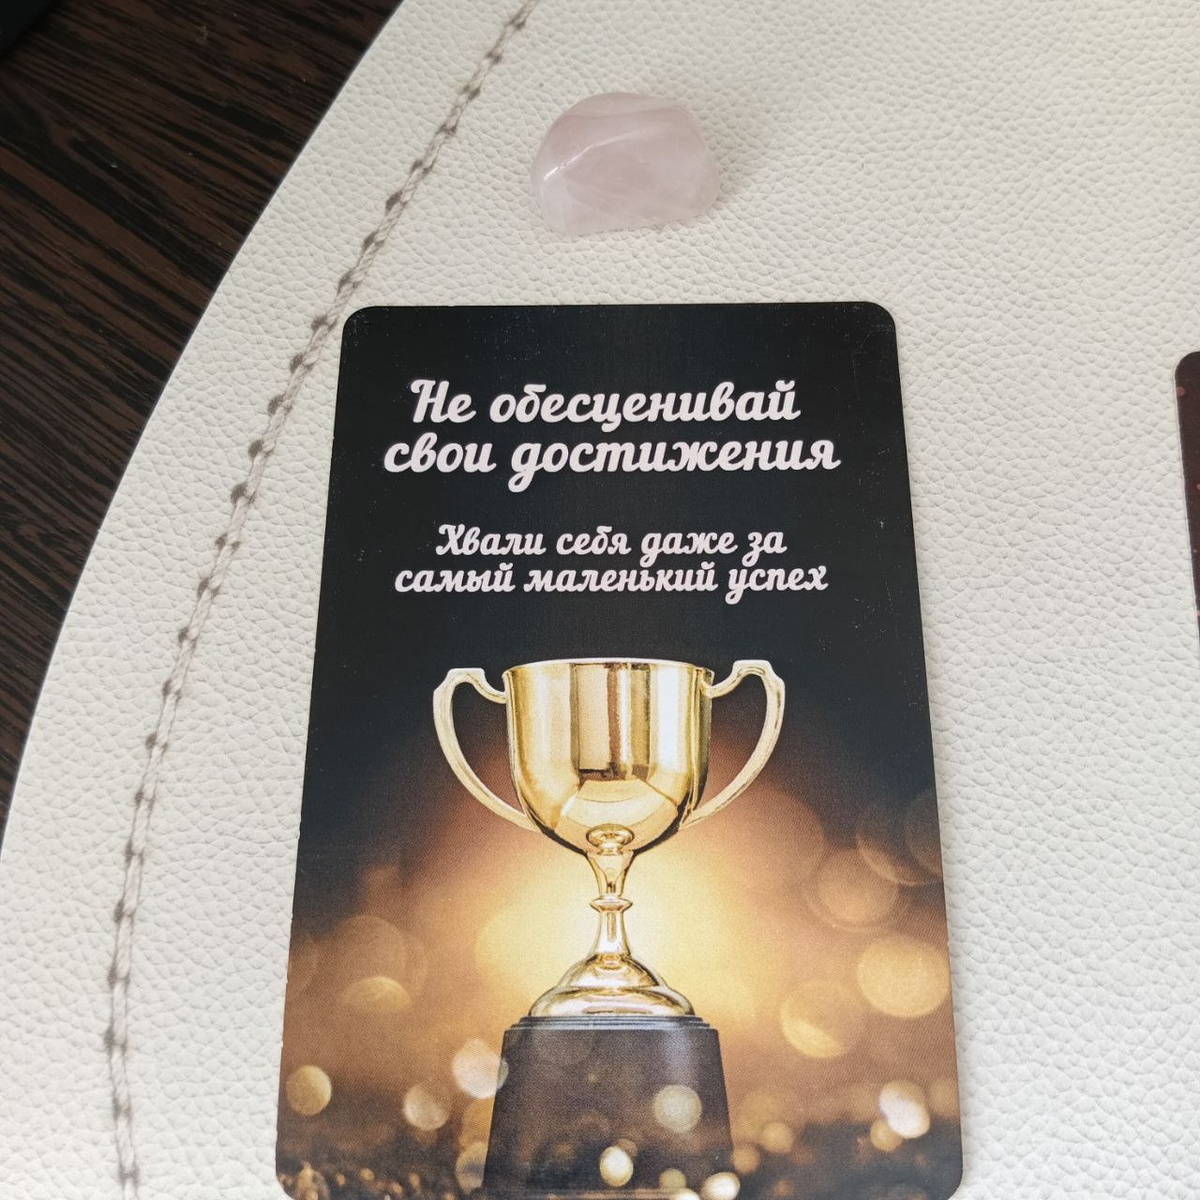 Не обесценивай
свои достижения
Хвали себя даже за
самый маленький успех